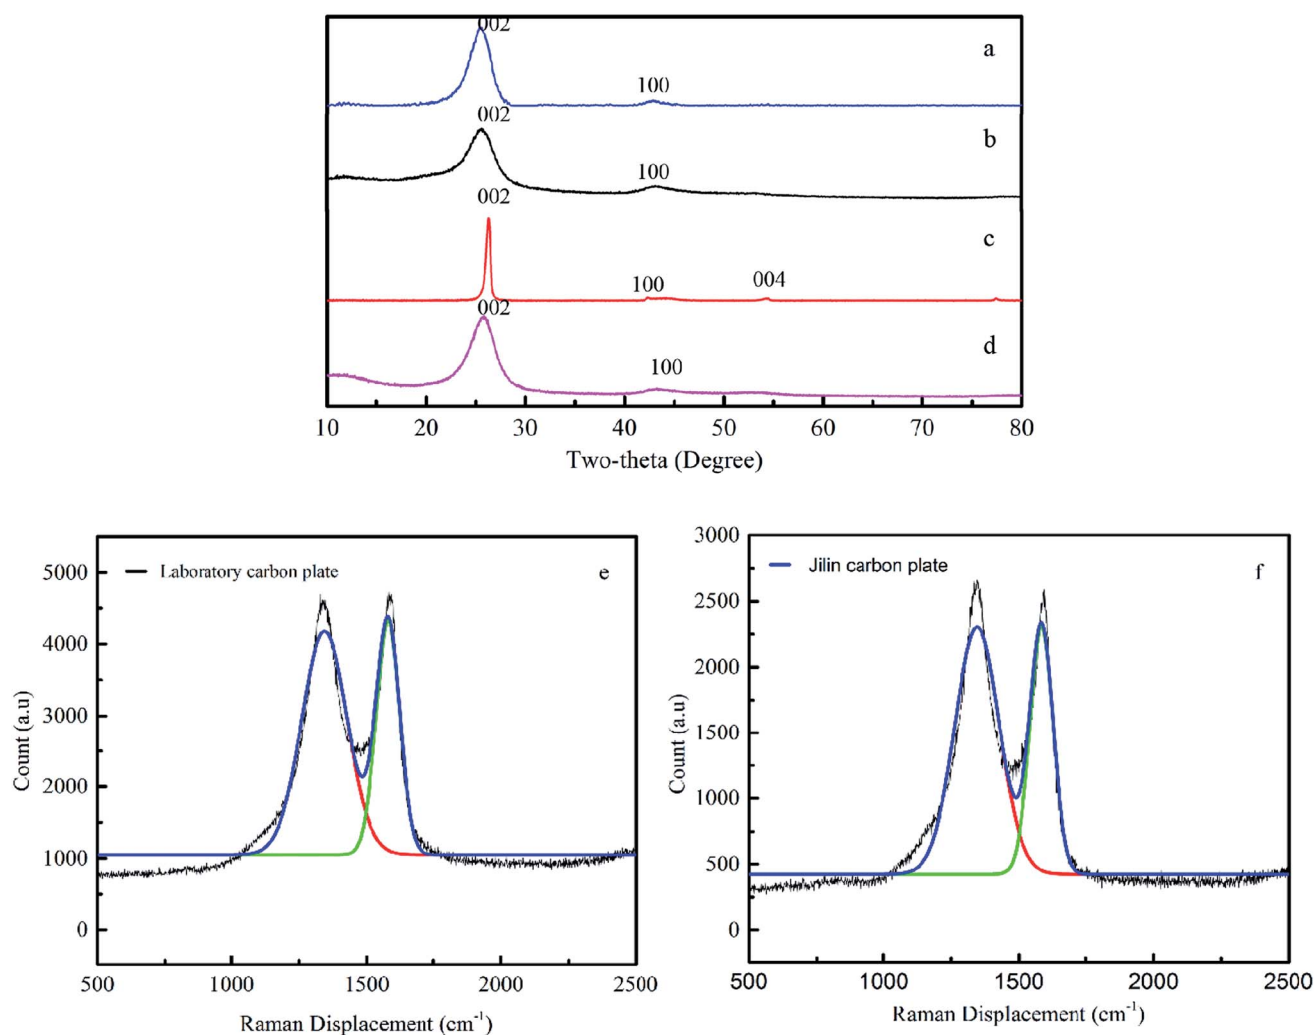 002
a
100
002
b
100
002
c
100
004
002
d
100
10 20 30 40 50 60 70 80
Two-theta (Degree)
5000
4000
3000
2000
1000
0
Count (a.u)
Laboratory carbon plate
e
500 1000 1500 2000 2500
Raman Displacement (cm⁻¹)
3000
2500
2000
1500
1000
500
0
Count (a.u)
Jilin carbon plate
f
500 1000 1500 2000 2500
Raman Displacement (cm⁻¹)